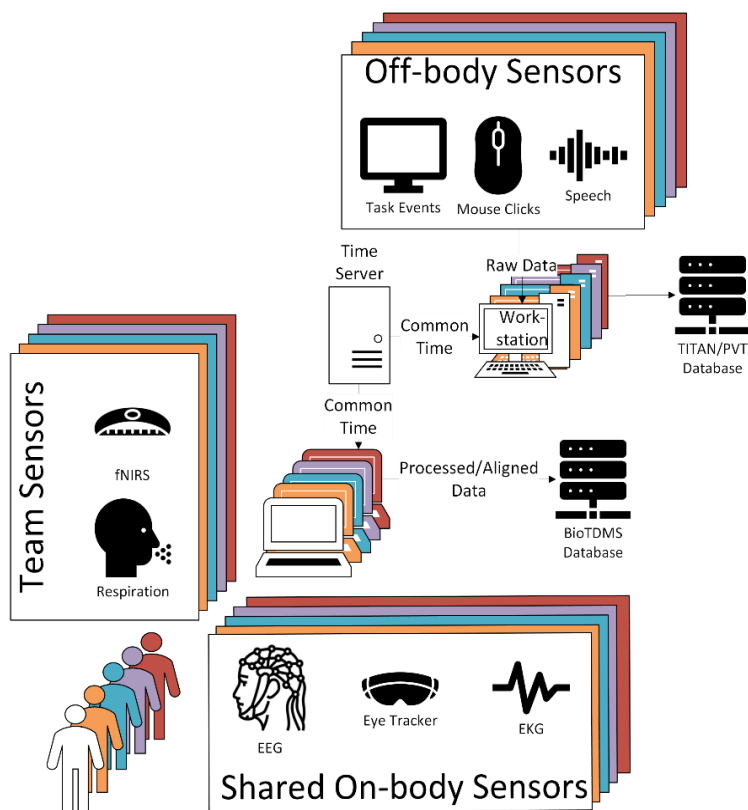 Off-body Sensors
Task Events
Mouse Clicks
Speech
Time
Server
Raw Data
Common
Time
Work-
station
TITAN/PVT
Database
Common
Time
Processed/Aligned
Data
BioTDMS
Database
Team Sensors
fNIRS
Respiration
EEG
Eye Tracker
EKG
Shared On-body Sensors